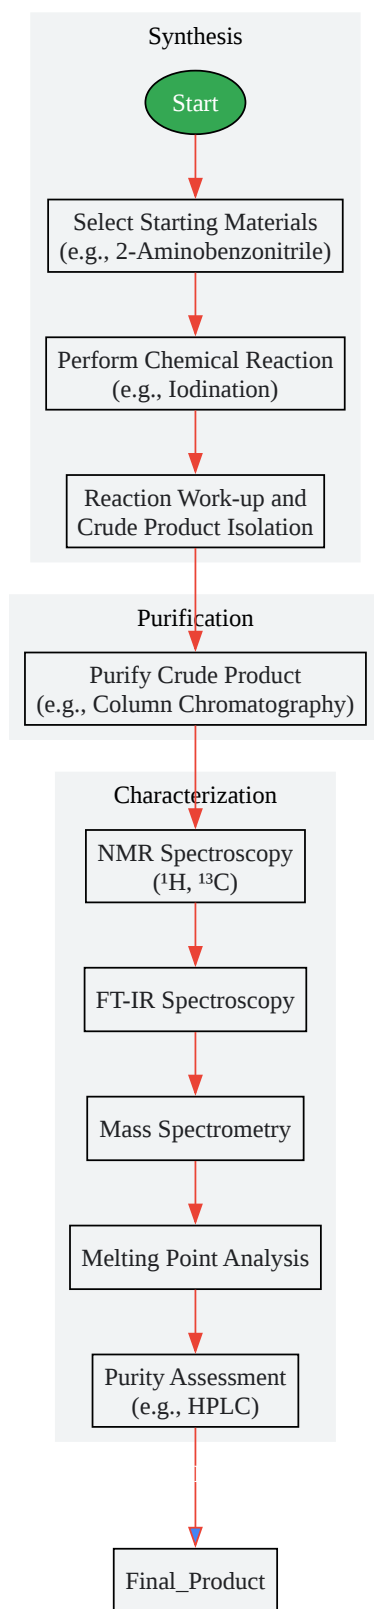 Synthesis
Start
Select Starting Materials
(e.g., 2-Aminobenzonitrile)
Perform Chemical Reaction
(e.g., Iodination)
Reaction Work-up and
Crude Product Isolation
Purification
Purify Crude Product
(e.g., Column Chromatography)
Characterization
NMR Spectroscopy
(¹H, ¹³C)
FT-IR Spectroscopy
Mass Spectrometry
Melting Point Analysis
Purity Assessment
(e.g., HPLC)
Final_Product